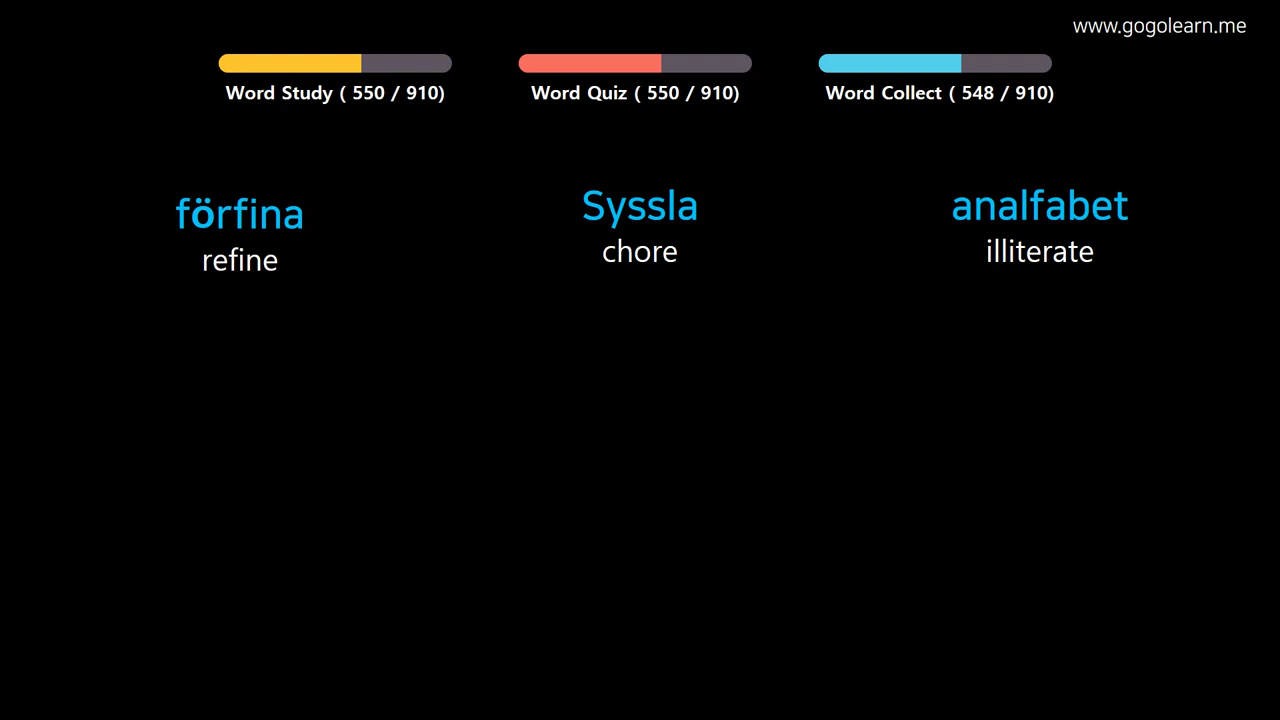 www.gogolearn.me
Word Study ( 550 / 910)
Word Quiz ( 550 / 910)
Word Collect ( 548 / 910)
förfina
refine
Syssla
chore
analfabet
illiterate